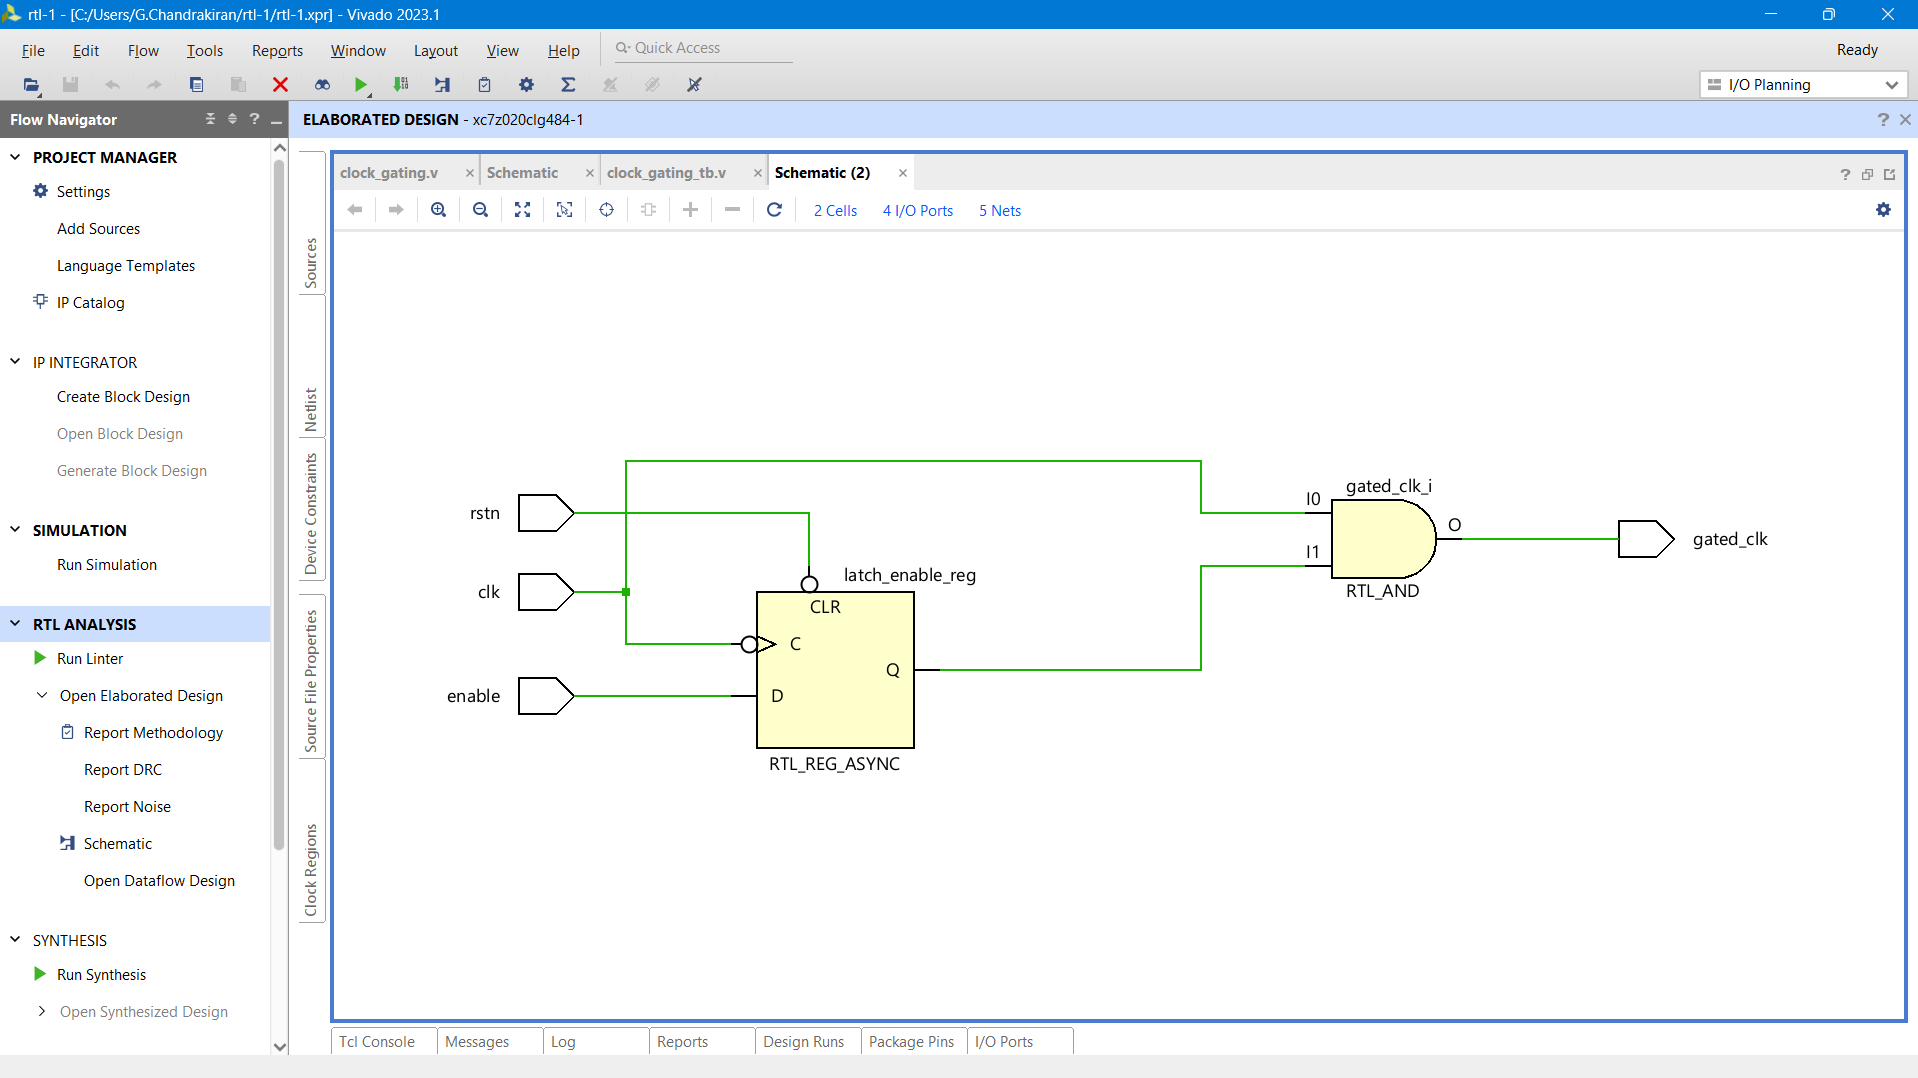 rtl-1 - [C:/Users/G.Chandrakiran/rtl-1/rtl-1.xpr] - Vivado 2023.1
File Edit Flow Tools Reports Window Layout View Help Quick Access Ready
I/O Planning
Flow Navigator
ELABORATED DESIGN - xc7z020clg484-1
PROJECT MANAGER
Settings
Add Sources
Language Templates
IP Catalog
IP INTEGRATOR
Create Block Design
Open Block Design
Generate Block Design
SIMULATION
Run Simulation
RTL ANALYSIS
Run Linter
Open Elaborated Design
Report Methodology
Report DRC
Report Noise
Schematic
Open Dataflow Design
SYNTHESIS
Run Synthesis
Open Synthesized Design
Sources
Netlist
Device Constraints
Source File Properties
Clock Regions
clock_gating.v Schematic clock_gating_tb.v Schematic (2)
2 Cells 4 I/O Ports 5 Nets
rstn
clk
enable
latch_enable_reg
CLR
C
Q
D
RTL_REG_ASYNC
gated_clk_i
I0
I1
O
RTL_AND
gated_clk
Tcl Console Messages Log Reports Design Runs Package Pins I/O Ports